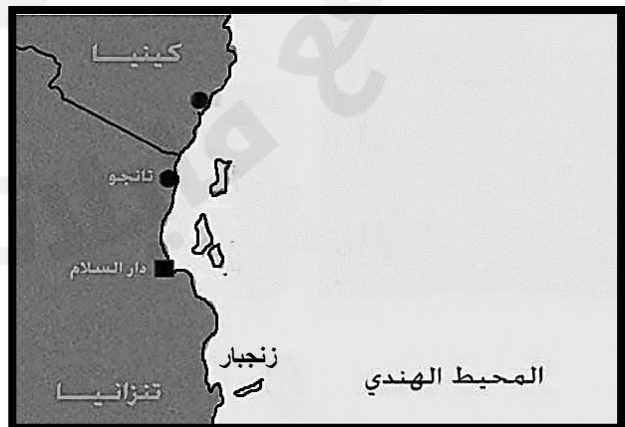 كينيا
تانجو
دار السلام
زنجبار
تنزانيا
المحيط الهندي